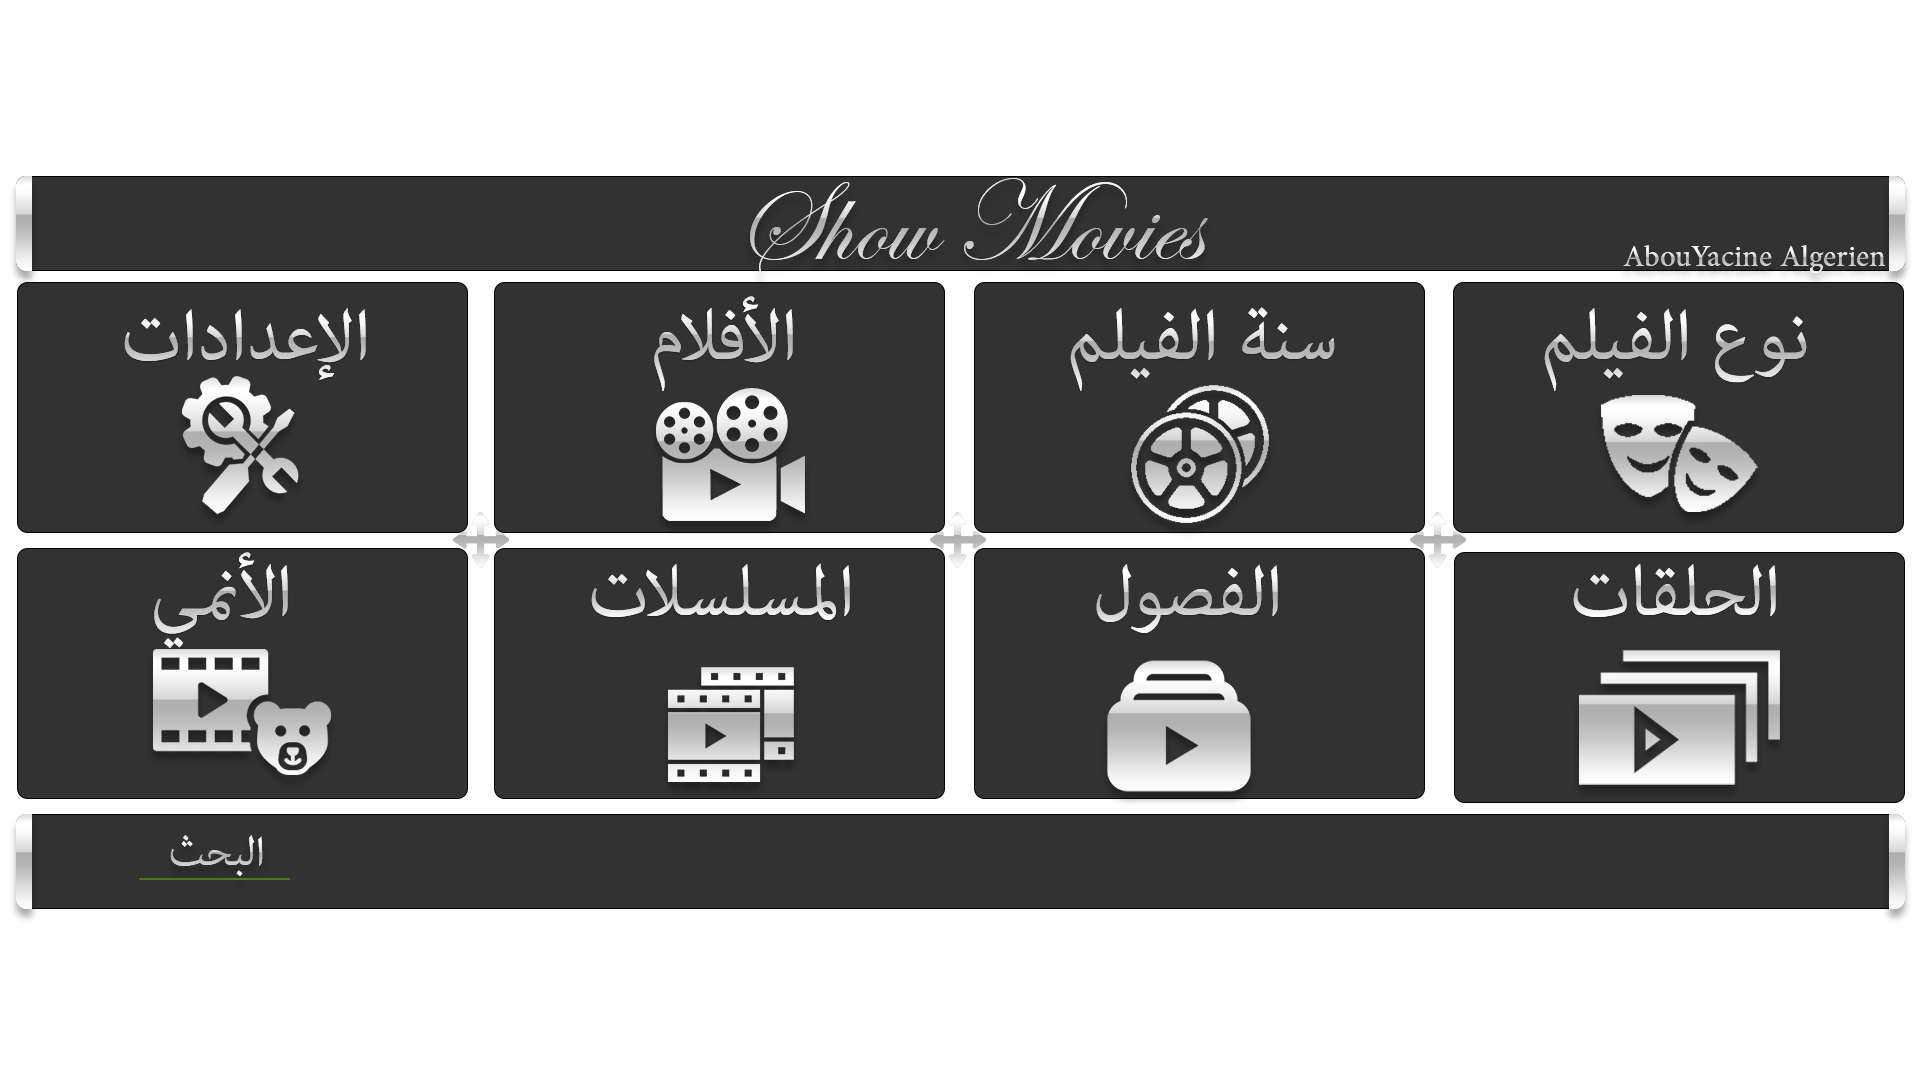 Show Movies
AbouYacine Algerien
نوع الفيلم
سنة الفيلم
الأفلام
الإعدادات
الحلقات
الفصول
المسلسلات
الأنمي
البحث